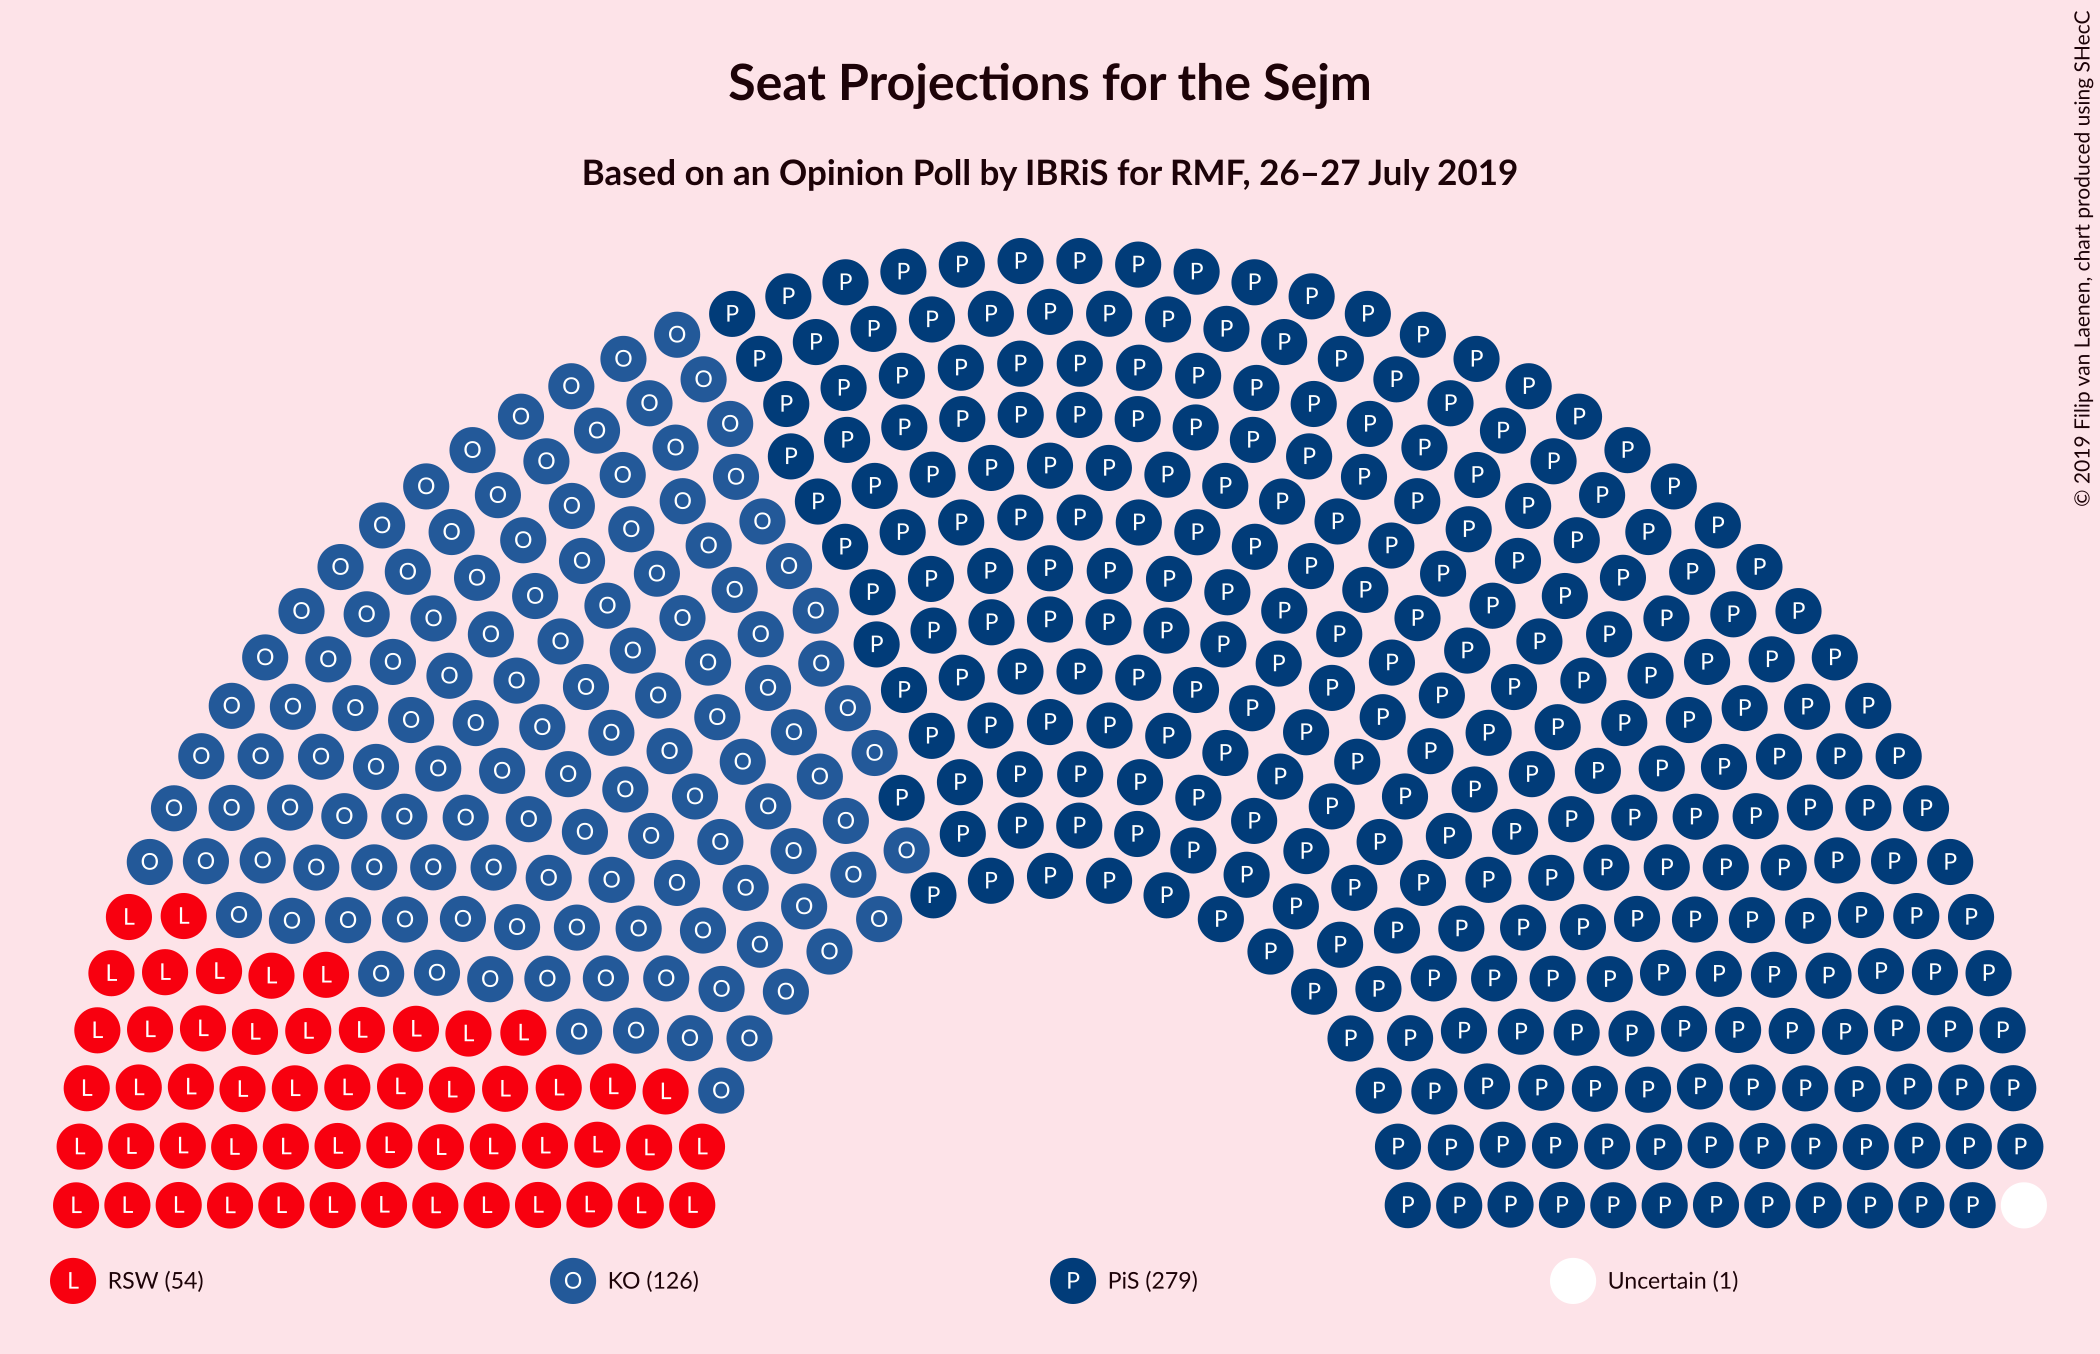 Seat Projections for the Sejm
Based on an Opinion Poll by IBRiS for RMF, 26–27 July 2019
© 2019 Filip van Laenen, chart produced using SHecC
L RSW (54)
O KO (126)
P PiS (279)
Uncertain (1)